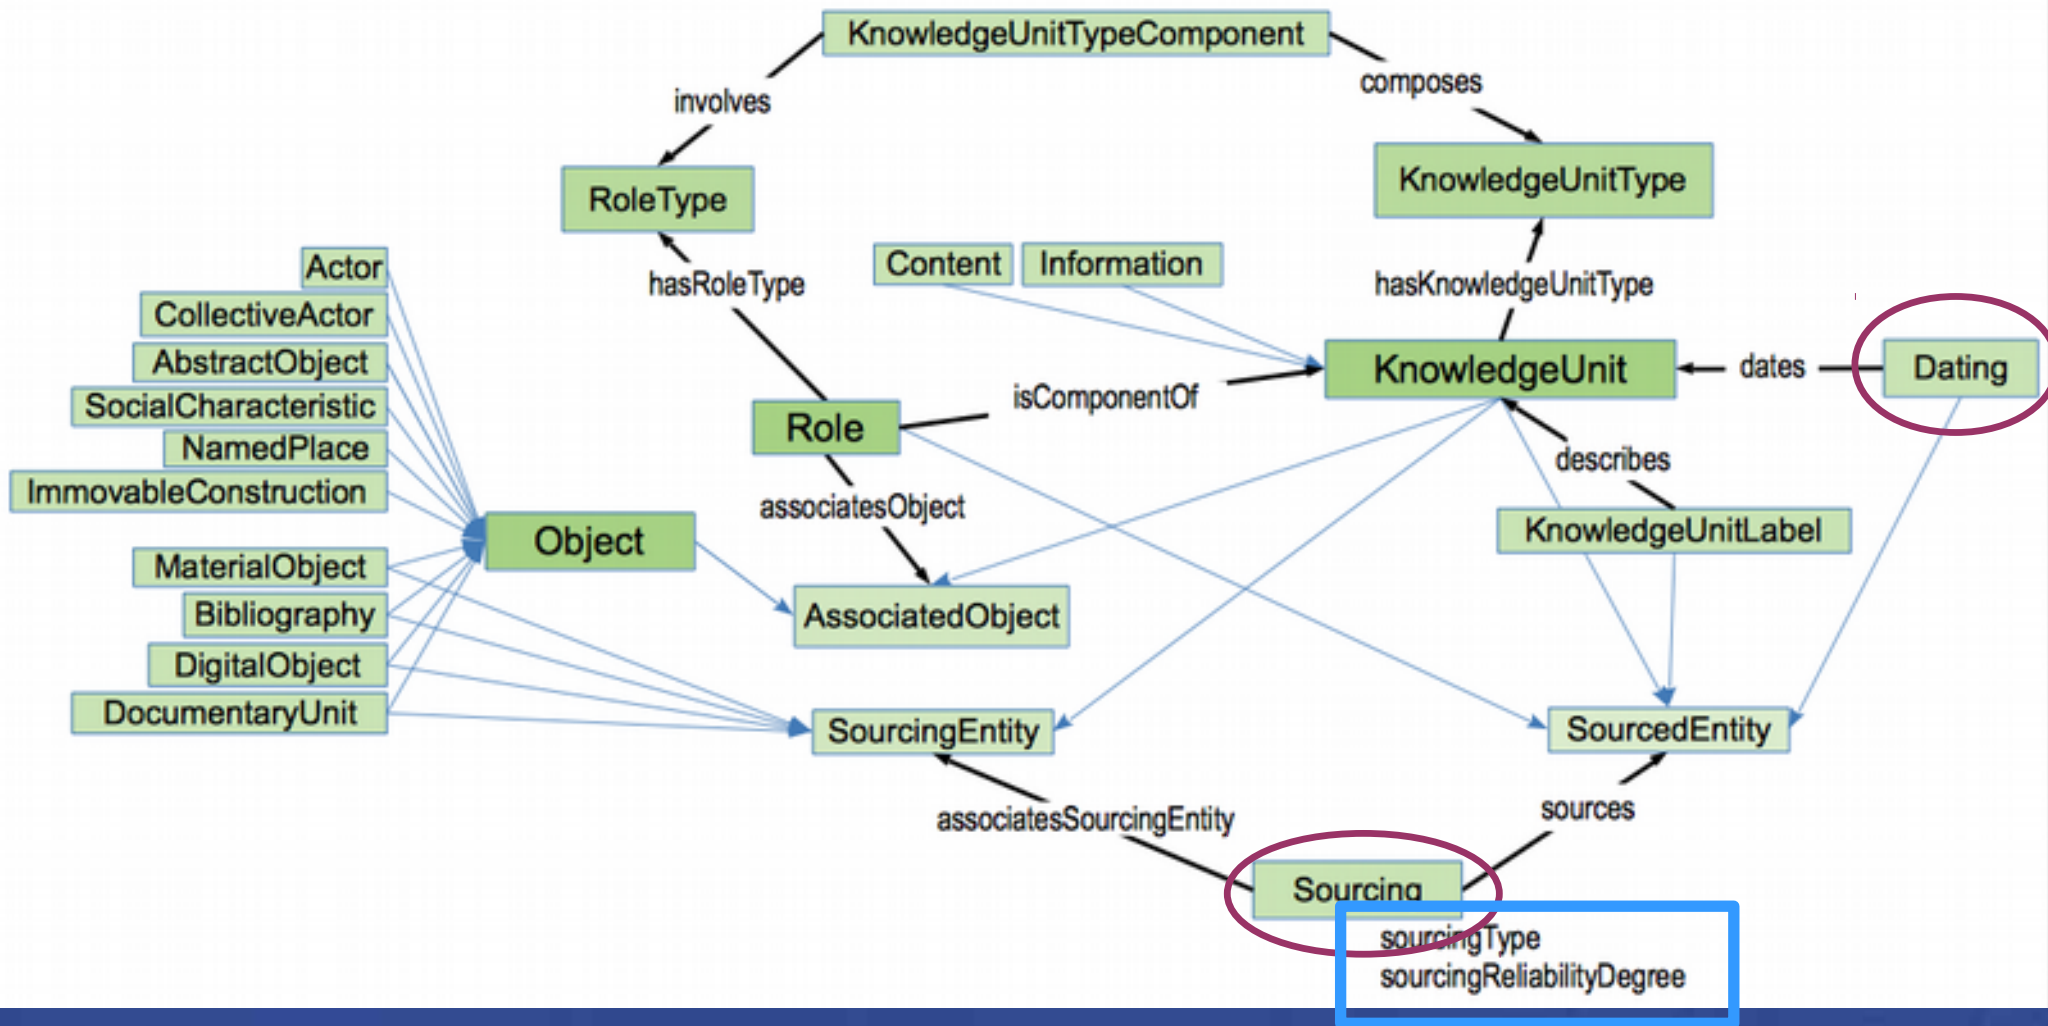 KnowledgeUnitTypeComponent
involves
composes
RoleType
KnowledgeUnitType
hasRoleType
Content
Information
hasKnowledgeUnitType
Actor
CollectiveActor
AbstractObject
SocialCharacteristic
NamedPlace
ImmovableConstruction
MaterialObject
Bibliography
DigitalObject
DocumentaryUnit
Object
Role
isComponentOf
KnowledgeUnit
dates
Dating
describes
KnowledgeUnitLabel
associatesObject
AssociatedObject
SourcingEntity
SourcedEntity
associatesSourcingEntity
sources
Sourcing
sourcingType
sourcingReliabilityDegree